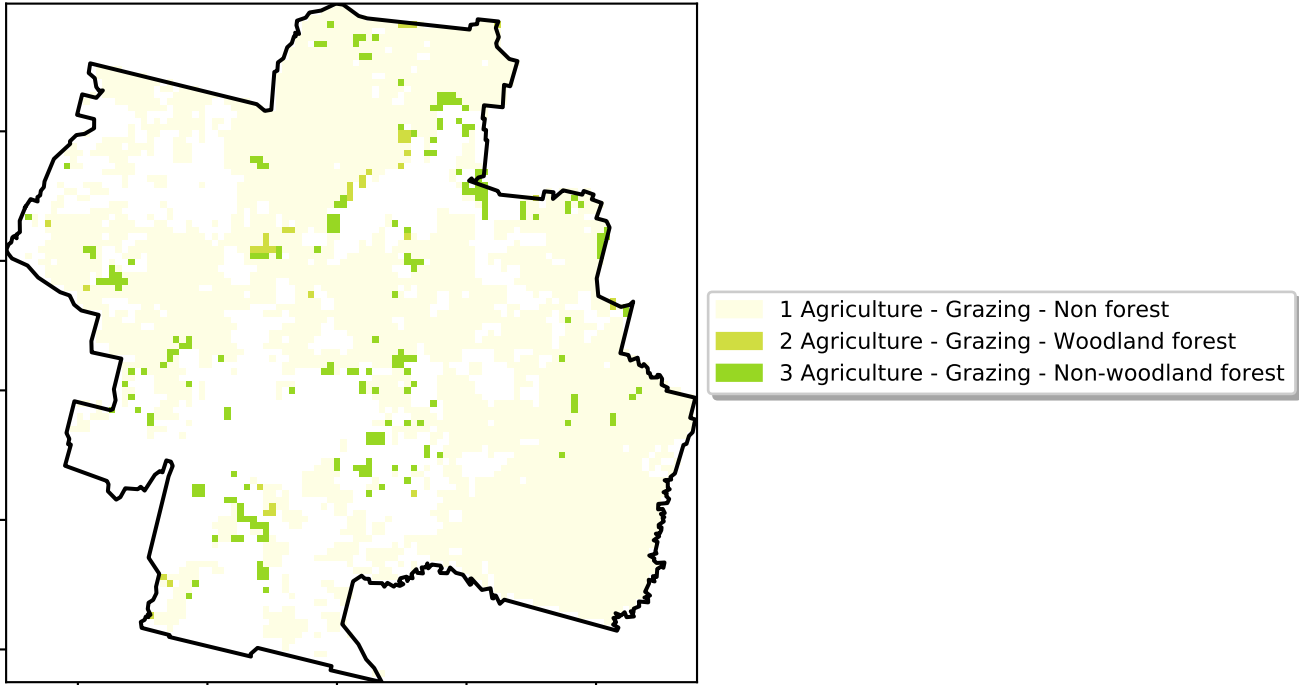 1 Agriculture - Grazing - Non forest
2 Agriculture - Grazing - Woodland forest
3 Agriculture - Grazing - Non-woodland forest